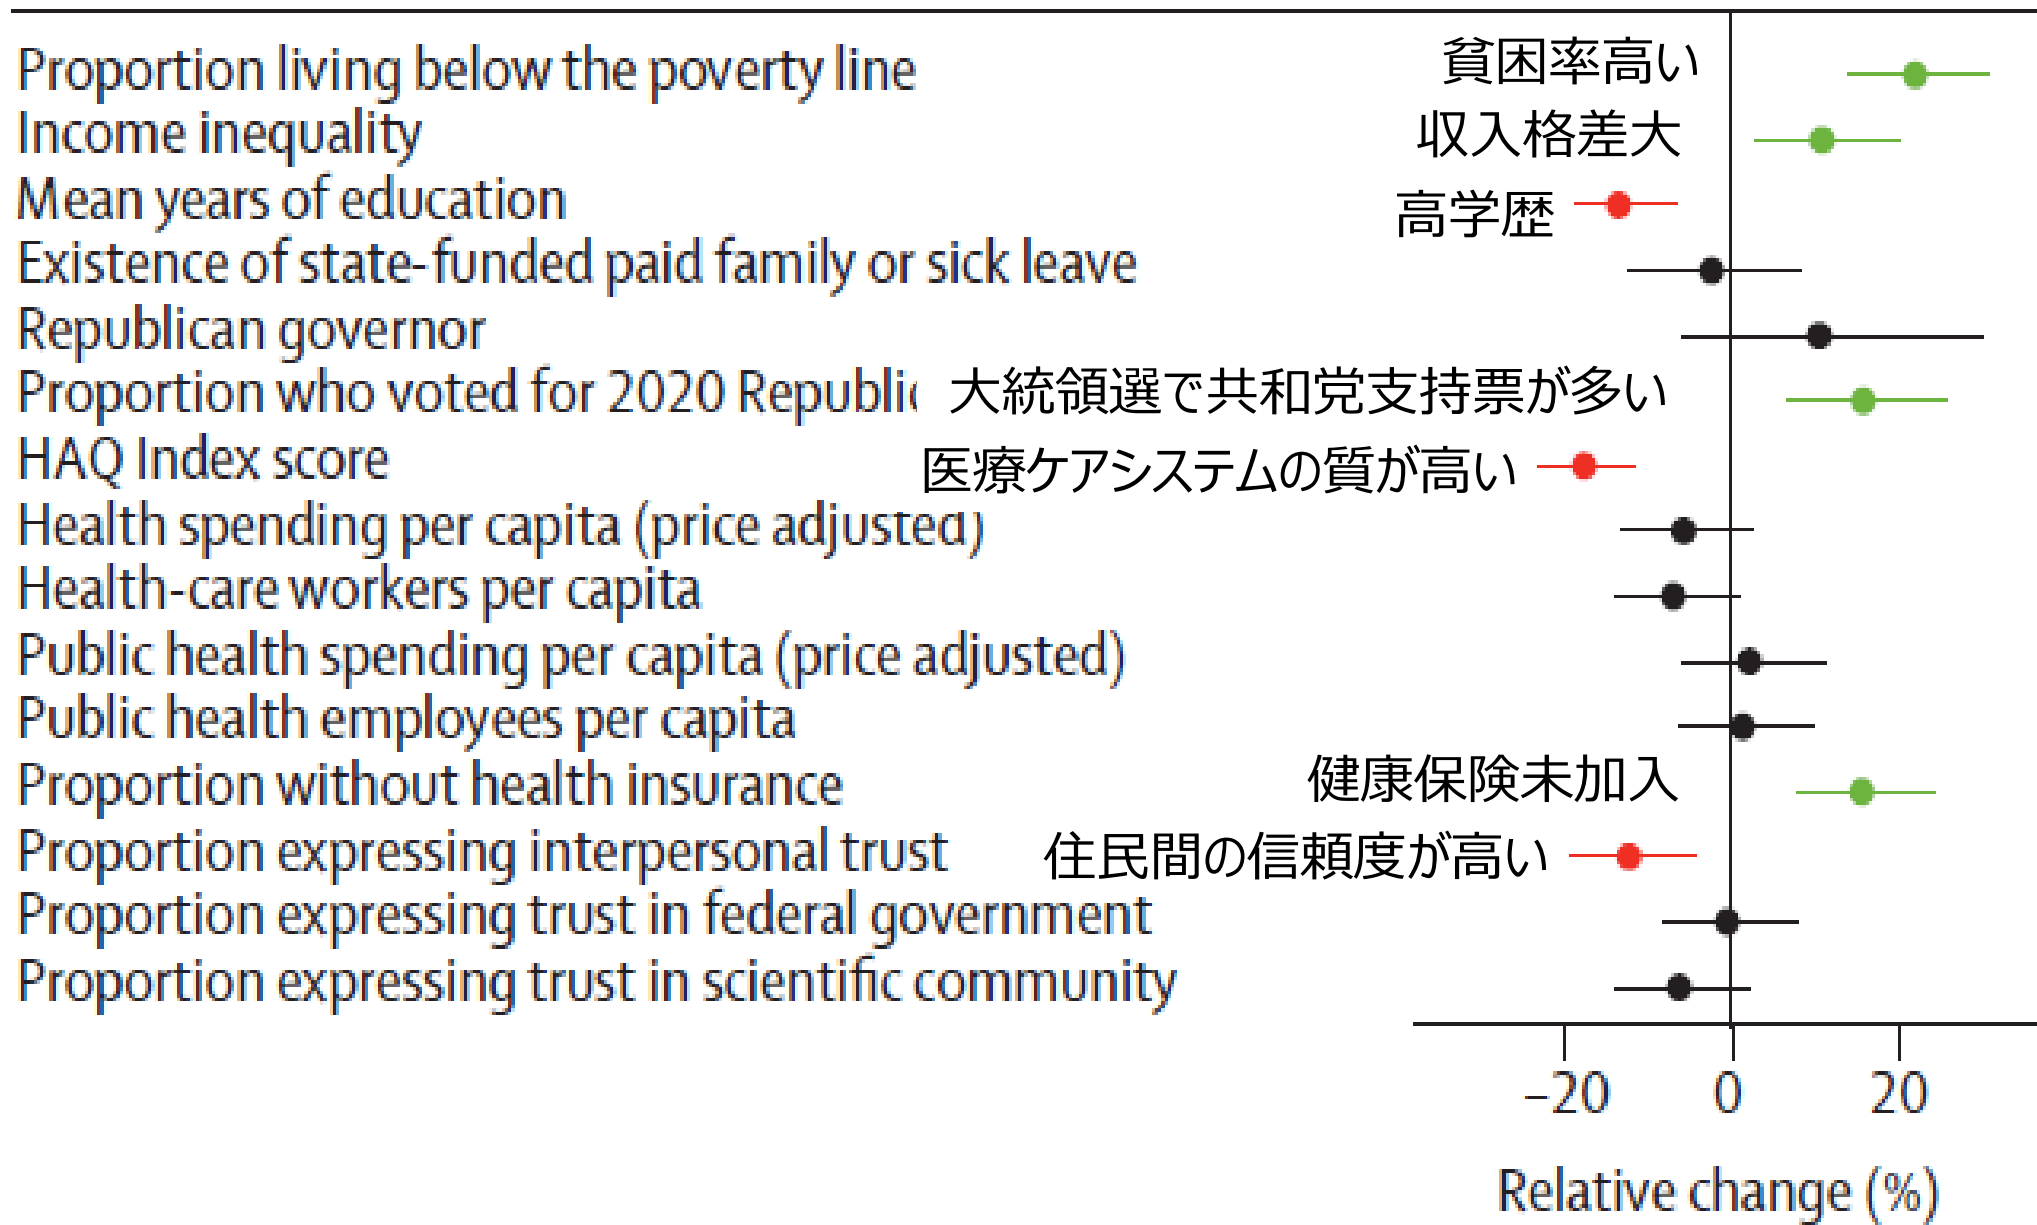 Proportion living below the poverty line 貧困率高い
Income inequality 収入格差大
Mean years of education 高学歴
Existence of state-funded paid family or sick leave
Republican governor
Proportion who voted for 2020 Republic 大統領選で共和党支持票が多い
HAQ Index score 医療ケアシステムの質が高い
Health spending per capita (price adjusted)
Health-care workers per capita
Public health spending per capita (price adjusted)
Public health employees per capita
Proportion without health insurance 健康保険未加入
Proportion expressing interpersonal trust 住民間の信頼度が高い
Proportion expressing trust in federal government
Proportion expressing trust in scientific community
–20 0 20
Relative change (%)